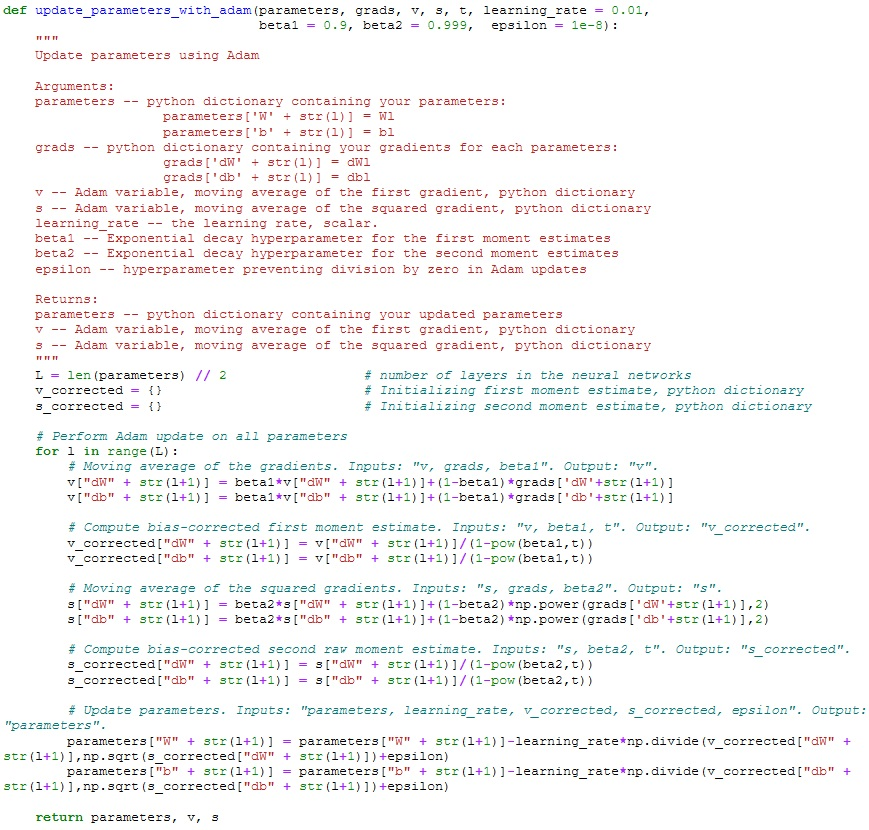 def update_parameters_with_adam(parameters, grads, v, s, t, learning_rate = 0.01,
                                beta1 = 0.9, beta2 = 0.999,  epsilon = 1e-8):
    """
    Update parameters using Adam

    Arguments:
    parameters -- python dictionary containing your parameters:
                    parameters['W' + str(l)] = Wl
                    parameters['b' + str(l)] = bl
    grads -- python dictionary containing your gradients for each parameters:
                    grads['dW' + str(l)] = dWl
                    grads['db' + str(l)] = dbl
    v -- Adam variable, moving average of the first gradient, python dictionary
    s -- Adam variable, moving average of the squared gradient, python dictionary
    learning_rate -- the learning rate, scalar.
    beta1 -- Exponential decay hyperparameter for the first moment estimates
    beta2 -- Exponential decay hyperparameter for the second moment estimates
    epsilon -- hyperparameter preventing division by zero in Adam updates

    Returns:
    parameters -- python dictionary containing your updated parameters
    v -- Adam variable, moving average of the first gradient, python dictionary
    s -- Adam variable, moving average of the squared gradient, python dictionary
    """
    L = len(parameters) // 2                 # number of layers in the neural networks
    v_corrected = {}                         # Initializing first moment estimate, python dictionary
    s_corrected = {}                         # Initializing second moment estimate, python dictionary

    # Perform Adam update on all parameters
    for l in range(L):
        # Moving average of the gradients. Inputs: "v, grads, beta1". Output: "v".
        v["dW" + str(l+1)] = beta1*v["dW" + str(l+1)]+(1-beta1)*grads['dW'+str(l+1)]
        v["db" + str(l+1)] = beta1*v["db" + str(l+1)]+(1-beta1)*grads['db'+str(l+1)]

        # Compute bias-corrected first moment estimate. Inputs: "v, beta1, t". Output: "v_corrected".
        v_corrected["dW" + str(l+1)] = v["dW" + str(l+1)]/(1-pow(beta1,t))
        v_corrected["db" + str(l+1)] = v["db" + str(l+1)]/(1-pow(beta1,t))

        # Moving average of the squared gradients. Inputs: "s, grads, beta2". Output: "s".
        s["dW" + str(l+1)] = beta2*s["dW" + str(l+1)]+(1-beta2)*np.power(grads['dW'+str(l+1)],2)
        s["db" + str(l+1)] = beta2*s["db" + str(l+1)]+(1-beta2)*np.power(grads['db'+str(l+1)],2)

        # Compute bias-corrected second raw moment estimate. Inputs: "s, beta2, t". Output: "s_corrected".
        s_corrected["dW" + str(l+1)] = s["dW" + str(l+1)]/(1-pow(beta2,t))
        s_corrected["db" + str(l+1)] = s["db" + str(l+1)]/(1-pow(beta2,t))

        # Update parameters. Inputs: "parameters, learning_rate, v_corrected, s_corrected, epsilon". Output:
"parameters".
        parameters["W" + str(l+1)] = parameters["W" + str(l+1)]-learning_rate*np.divide(v_corrected["dW" +
str(l+1)],np.sqrt(s_corrected["dW" + str(l+1)])+epsilon)
        parameters["b" + str(l+1)] = parameters["b" + str(l+1)]-learning_rate*np.divide(v_corrected["db" +
str(l+1)],np.sqrt(s_corrected["db" + str(l+1)])+epsilon)

    return parameters, v, s